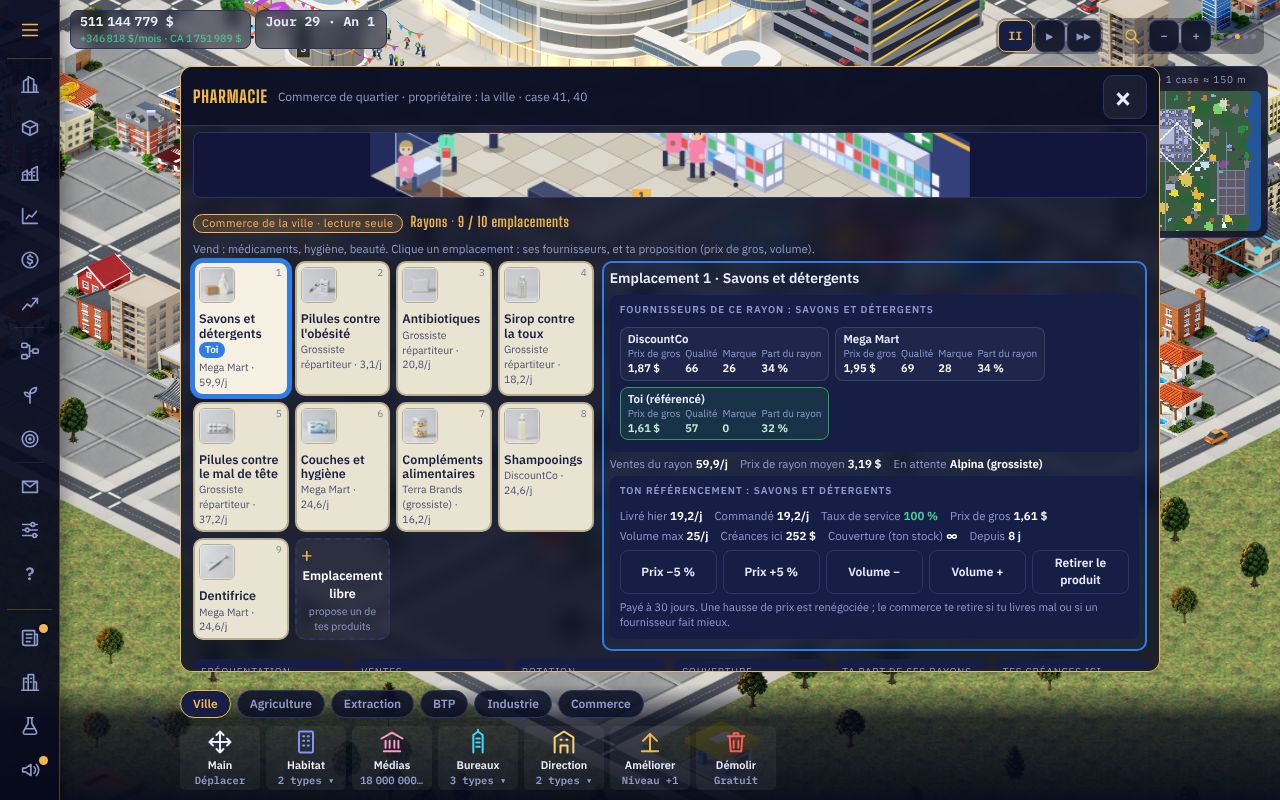 511 144 779 $
+346 818 $/mois · CA 1 751 989 $
Jour 29 · An 1
II
1 case ≈ 150 m
PHARMACIE
Commerce de quartier · propriétaire : la ville · case 41, 40
Commerce de la ville · lecture seule
Rayons · 9 / 10 emplacements
Vend : médicaments, hygiène, beauté. Clique un emplacement : ses fournisseurs, et ta proposition (prix de gros, volume).
1
Savons et
détergents
Toi
Mega Mart ·
59,9/j
2
Pilules contre
l'obésité
Grossiste
répartiteur · 3,1/j
3
Antibiotiques
Grossiste
répartiteur ·
20,8/j
4
Sirop contre
la toux
Grossiste
répartiteur ·
18,2/j
5
Pilules contre
le mal de tête
Grossiste
répartiteur ·
37,2/j
6
Couches et
hygiène
Mega Mart ·
24,6/j
7
Compléments
alimentaires
Terra Brands
(grossiste) ·
16,2/j
8
Shampooings
DiscountCo ·
24,6/j
9
Dentifrice
Mega Mart ·
24,6/j
+
Emplacement
libre
propose un de
tes produits
Emplacement 1 · Savons et détergents
FOURNISSEURS DE CE RAYON : SAVONS ET DÉTERGENTS
DiscountCo
Prix de gros Qualité Marque Part du rayon
1,87 $ 66 26 34 %
Mega Mart
Prix de gros Qualité Marque Part du rayon
1,95 $ 69 28 34 %
Toi (référencé)
Prix de gros Qualité Marque Part du rayon
1,61 $ 57 0 32 %
Ventes du rayon 59,9/j Prix de rayon moyen 3,19 $ En attente Alpina (grossiste)
TON RÉFÉRENCEMENT : SAVONS ET DÉTERGENTS
Livré hier 19,2/j Commandé 19,2/j Taux de service 100 % Prix de gros 1,61 $
Volume max 25/j Créances ici 252 $ Couverture (ton stock) ∞ Depuis 8 j
Prix −5 %
Prix +5 %
Volume −
Volume +
Retirer le
produit
Payé à 30 jours. Une hausse de prix est renégociée ; le commerce te retire si tu livres mal ou si un
fournisseur fait mieux.
FRÉQUENTATION VENTES ROTATION COUVERTURE TA PART DE SES RAYONS TES CRÉANCES ICI
Ville
Agriculture
Extraction
BTP
Industrie
Commerce
Main
Déplacer
Habitat
2 types ▾
Médias
18 000 000…
Bureaux
3 types ▾
Direction
2 types ▾
Améliorer
Niveau +1
Démolir
Gratuit